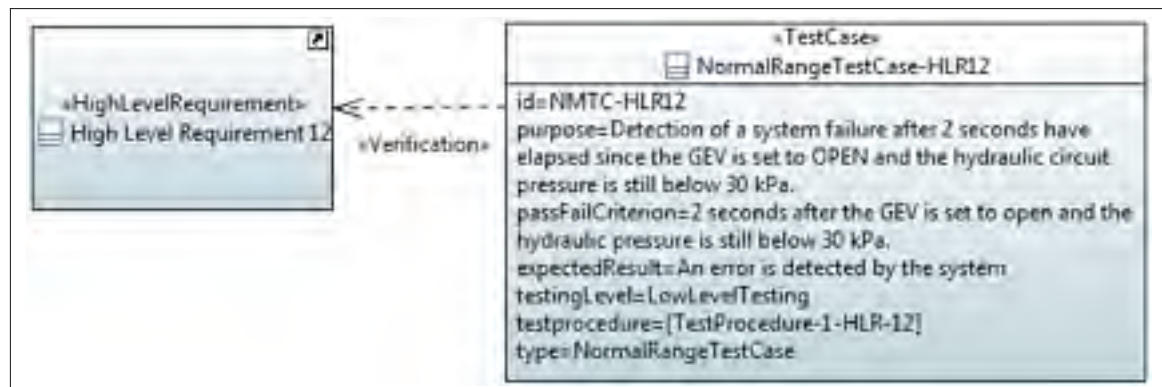 «HighLevelRequirement»
High Level Requirement 12
«Verification»
«TestCase»
NormalRangeTestCase-HLR12
id=NMTC-HLR12
purpose=Detection of a system failure after 2 seconds have
elapsed since the GEV is set to OPEN and the hydraulic circuit
pressure is still below 30 kPa.
passFailCriterion=2 seconds after the GEV is set to open and the
hydraulic pressure is still below 30 kPa.
expectedResult=An error is detected by the system
testingLevel=LowLevelTesting
testprocedure=[TestProcedure-1-HLR-12]
type=NormalRangeTestCase